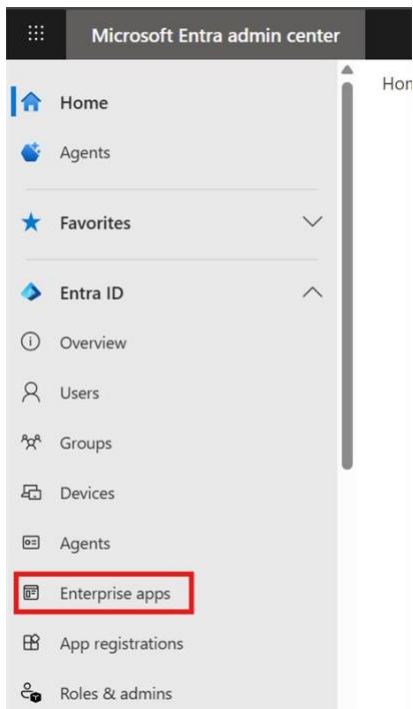 Microsoft Entra admin center
Home
Agents
Favorites
Entra ID
Overview
Users
Groups
Devices
Agents
Enterprise apps
App registrations
Roles & admins